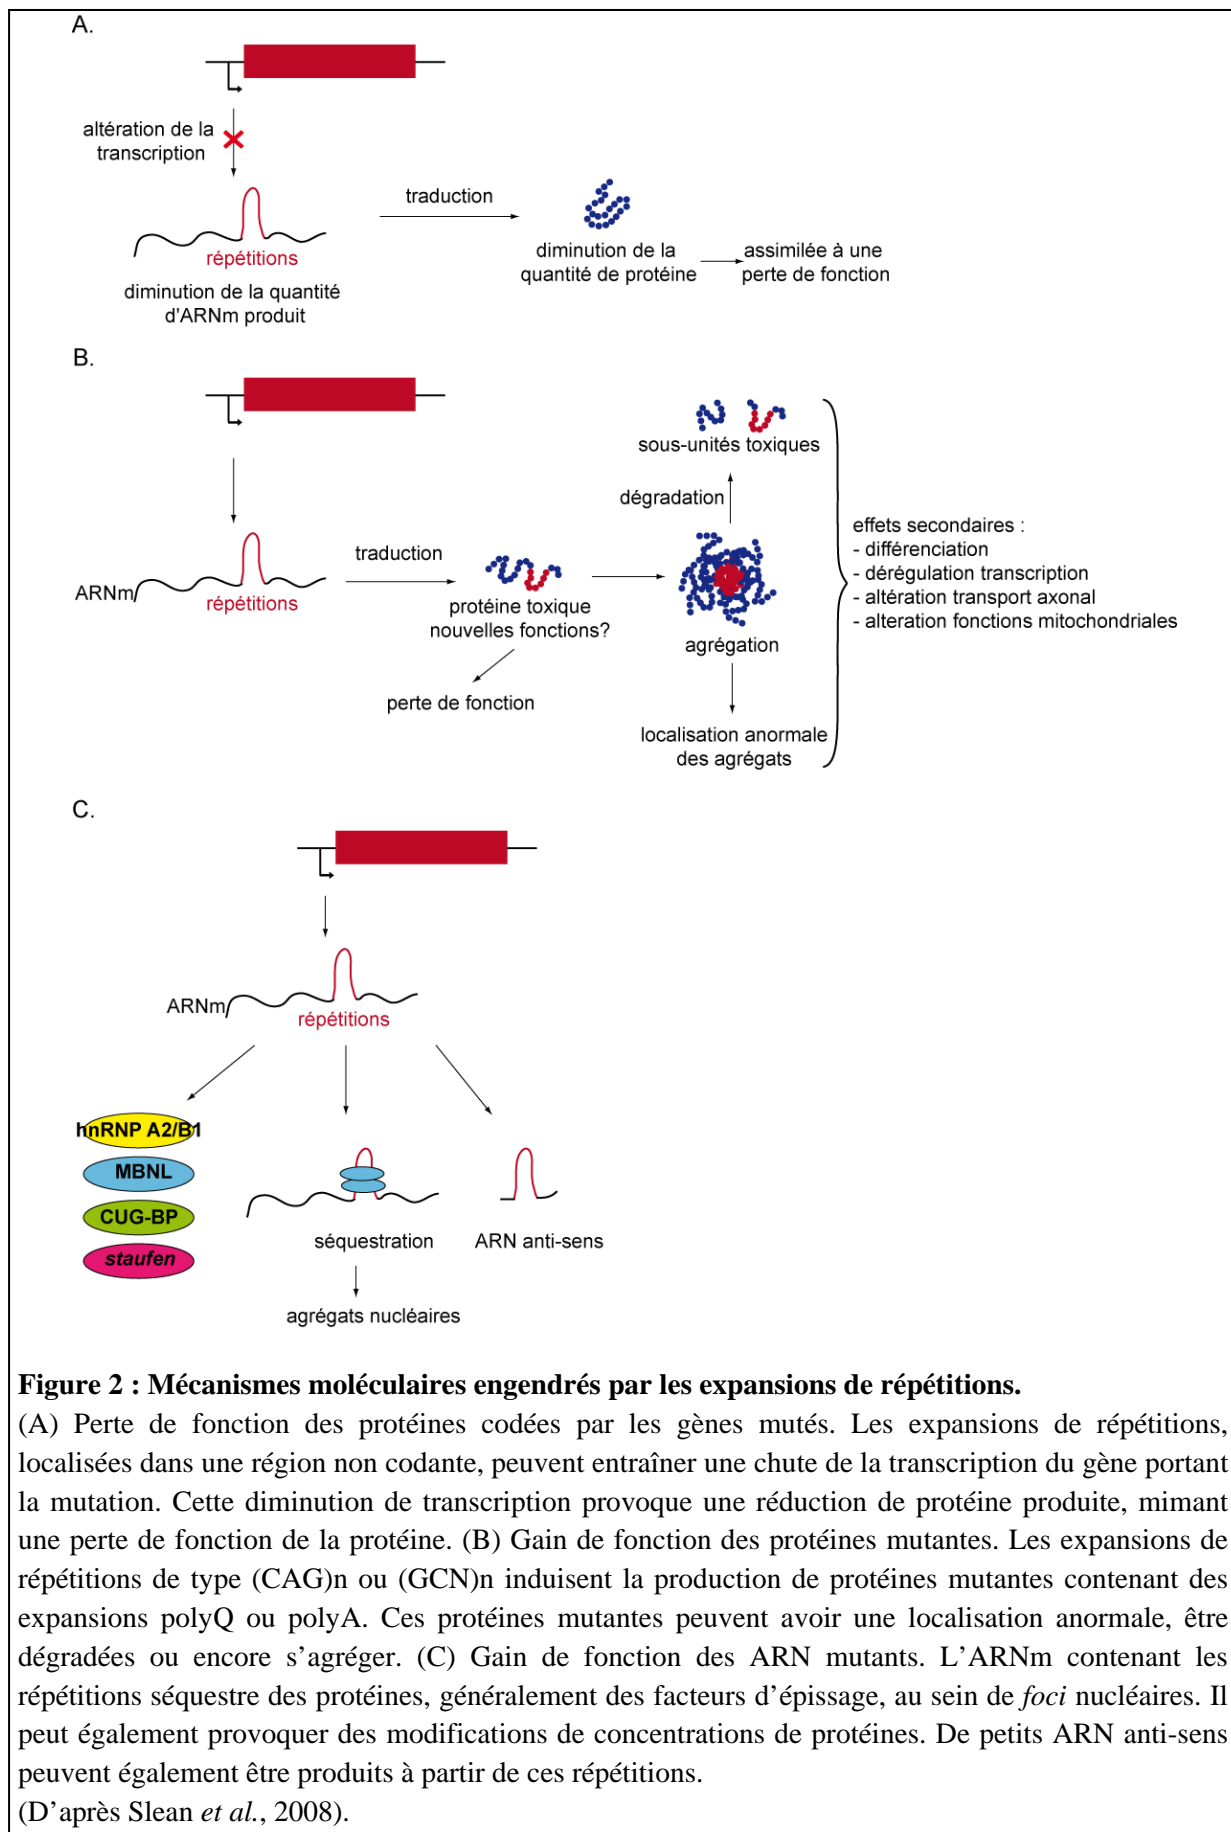 A.
altération de la
transcription
traduction
répétitions
diminution de la quantité
d'ARNm produit
diminution de la
quantité de protéine
assimilée à une
perte de fonction
B.
ARNm
répétitions
traduction
protéine toxique
nouvelles fonctions?
perte de fonction
sous-unités toxiques
dégradation
agrégation
localisation anormale
des agrégats
effets secondaires :
- différenciation
- dérégulation transcription
- altération transport axonal
- alteration fonctions mitochondriales
C.
ARNm
répétitions
hnRNP A2/B1
MBNL
CUG-BP
staufen
séquestration
agrégats nucléaires
ARN anti-sens
Figure 2 : Mécanismes moléculaires engendrés par les expansions de répétitions.
(A) Perte de fonction des protéines codées par les gènes mutés. Les expansions de répétitions,
localisées dans une région non codante, peuvent entraîner une chute de la transcription du gène portant
la mutation. Cette diminution de transcription provoque une réduction de protéine produite, mimant
une perte de fonction de la protéine. (B) Gain de fonction des protéines mutantes. Les expansions de
répétitions de type (CAG)n ou (GCN)n induisent la production de protéines mutantes contenant des
expansions polyQ ou polyA. Ces protéines mutantes peuvent avoir une localisation anormale, être
dégradées ou encore s’agréger. (C) Gain de fonction des ARN mutants. L’ARNm contenant les
répétitions séquestre des protéines, généralement des facteurs d’épissage, au sein de foci nucléaires. Il
peut également provoquer des modifications de concentrations de protéines. De petits ARN anti-sens
peuvent également être produits à partir de ces répétitions.
(D’après Slean et al., 2008).